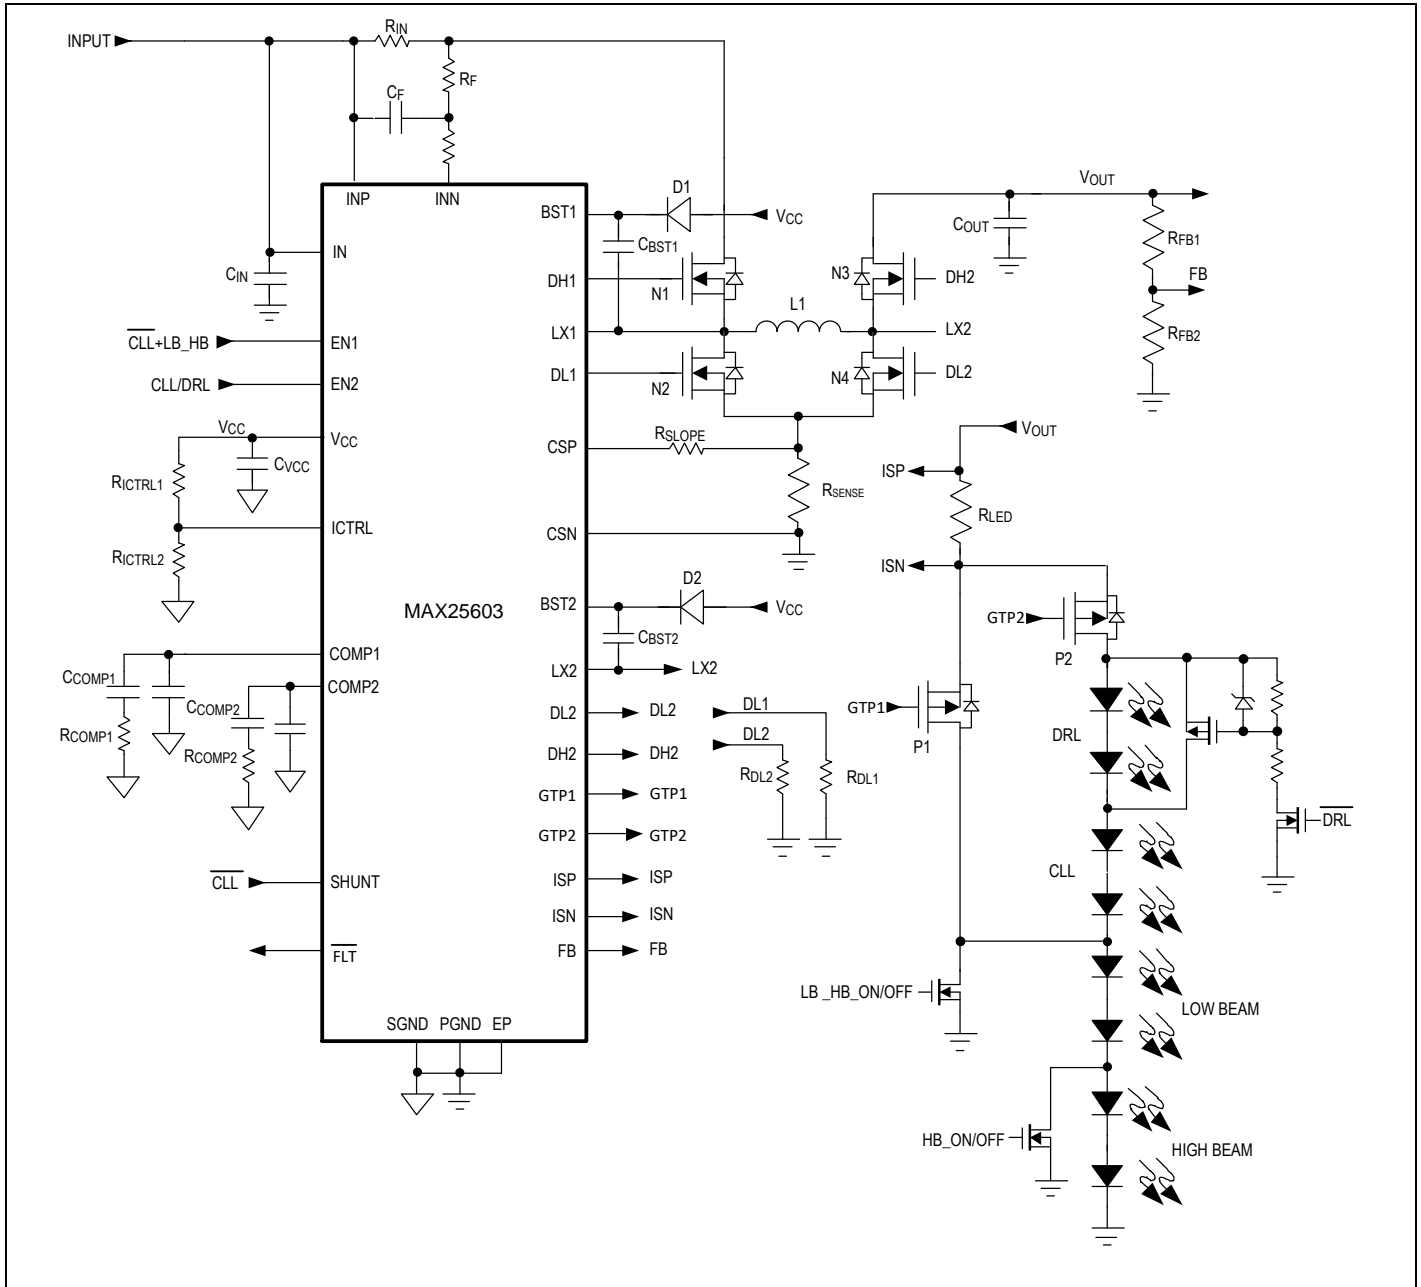 INPUT
RIN
RF
CF
INP
INN
IN
CIN
CLL+LB_HB
EN1
CLL/DRL
EN2
VCC
VCC
CVCC
RICTRL1
ICTRL
RICTRL2
MAX25603
COMP1
CCOMP1
RCOMP1
COMP2
CCOMP2
RCOMP2
CLL
SHUNT
FLT
SGND
PGND
EP
BST1
D1
VCC
CBST1
DH1
N1
LX1
L1
LX2
DL1
N2
N3
DH2
N4
DL2
COUT
VOUT
RFB1
FB
RFB2
CSP
RSLOPE
RSENSE
CSN
BST2
D2
VCC
CBST2
LX2
LX2
DL2
DL2
DH2
DH2
GTP1
GTP1
GTP2
GTP2
ISP
ISP
ISN
ISN
FB
FB
DL1
DL2
RDL2
RDL1
VOUT
ISP
RLED
ISN
GTP2
P2
GTP1
P1
DRL
DRL
CLL
LB _HB_ON/OFF
LOW BEAM
HB_ON/OFF
HIGH BEAM